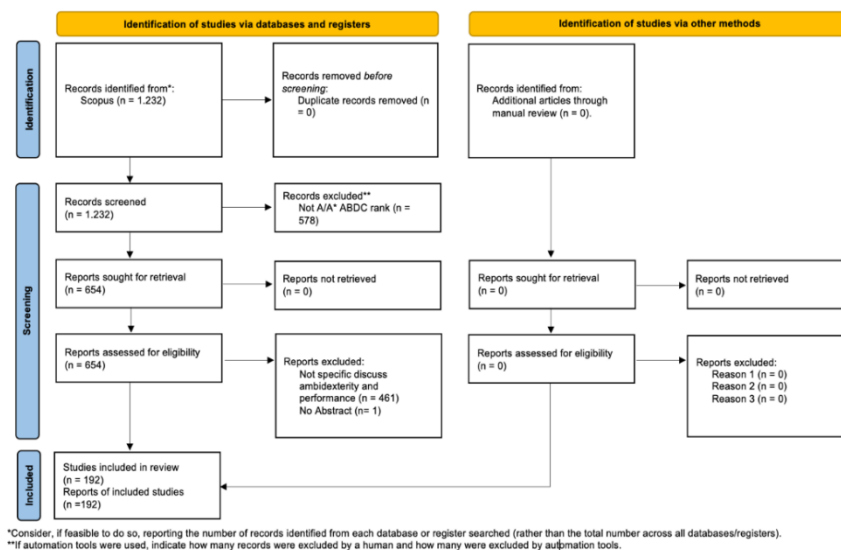 Identification of studies via databases and registers
Identification of studies via other methods
Identification
Records identified from*:
Scopus (n = 1.232)
Records removed before
screening:
Duplicate records removed (n
= 0)
Records identified from:
Additional articles through
manual review (n = 0).
Screening
Records screened
(n = 1.232)
Records excluded**
Not A/A* ABDC rank (n =
578)
Reports sought for retrieval
(n = 654)
Reports not retrieved
(n = 0)
Reports sought for retrieval
(n = 0)
Reports not retrieved
(n = 0)
Reports assessed for eligibility
(n = 654)
Reports excluded:
Not specific discuss
ambidexterity and
performance (n = 461)
No Abstract (n= 1)
Reports assessed for eligibility
(n = 0)
Reports excluded:
Reason 1 (n = 0)
Reason 2 (n = 0)
Reason 3 (n = 0)
Included
Studies included in review
(n = 192)
Reports of included studies
(n =192)
*Consider, if feasible to do so, reporting the number of records identified from each database or register searched (rather than the total number across all databases/registers).
**If automation tools were used, indicate how many records were excluded by a human and how many were excluded by automation tools.